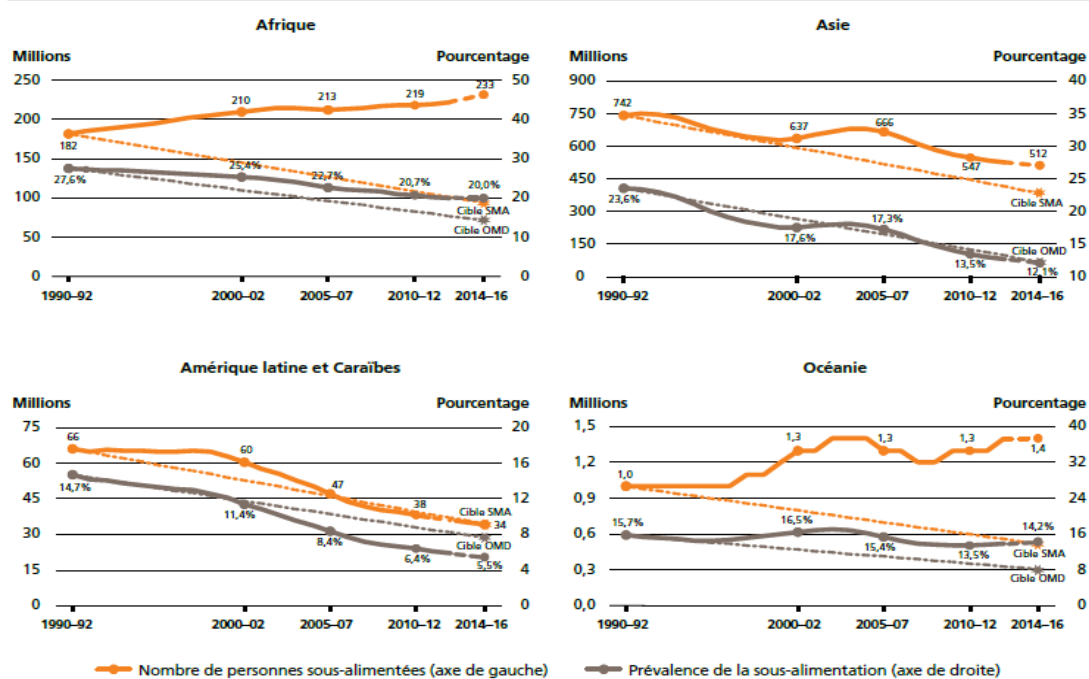 Afrique
Millions Pourcentage
250 50
200 40
150 30
100 20
50 10
0 0
182 210 213 219 233
27,6% 25,4% 22,7% 20,7% 20,0%
Cible SMA
Cible OMD
1990–92 2000–02 2005–07 2010–12 2014–16
Asie
Millions Pourcentage
900 40
750 35
600 30
450 25
300 20
150 15
0 10
742 637 666 547 512
23,6% 17,6% 17,3% 13,5% 12,1%
Cible SMA
Cible OMD
1990–92 2000–02 2005–07 2010–12 2014–16
Amérique latine et Caraïbes
Millions Pourcentage
75 20
60 16
45 12
30 8
15 4
0 0
66 60 47 38 34
14,7% 11,4% 8,4% 6,4% 5,5%
Cible SMA
Cible OMD
1990–92 2000–02 2005–07 2010–12 2014–16
Océanie
Millions Pourcentage
1,5 40
1,2 32
0,9 24
0,6 16
0,3 8
0,0 0
1,0 1,3 1,3 1,3 1,4
15,7% 16,5% 15,4% 13,5% 14,2%
Cible SMA
Cible OMD
1990–92 2000–02 2005–07 2010–12 2014–16
Nombre de personnes sous-alimentées (axe de gauche) Prévalence de la sous-alimentation (axe de droite)